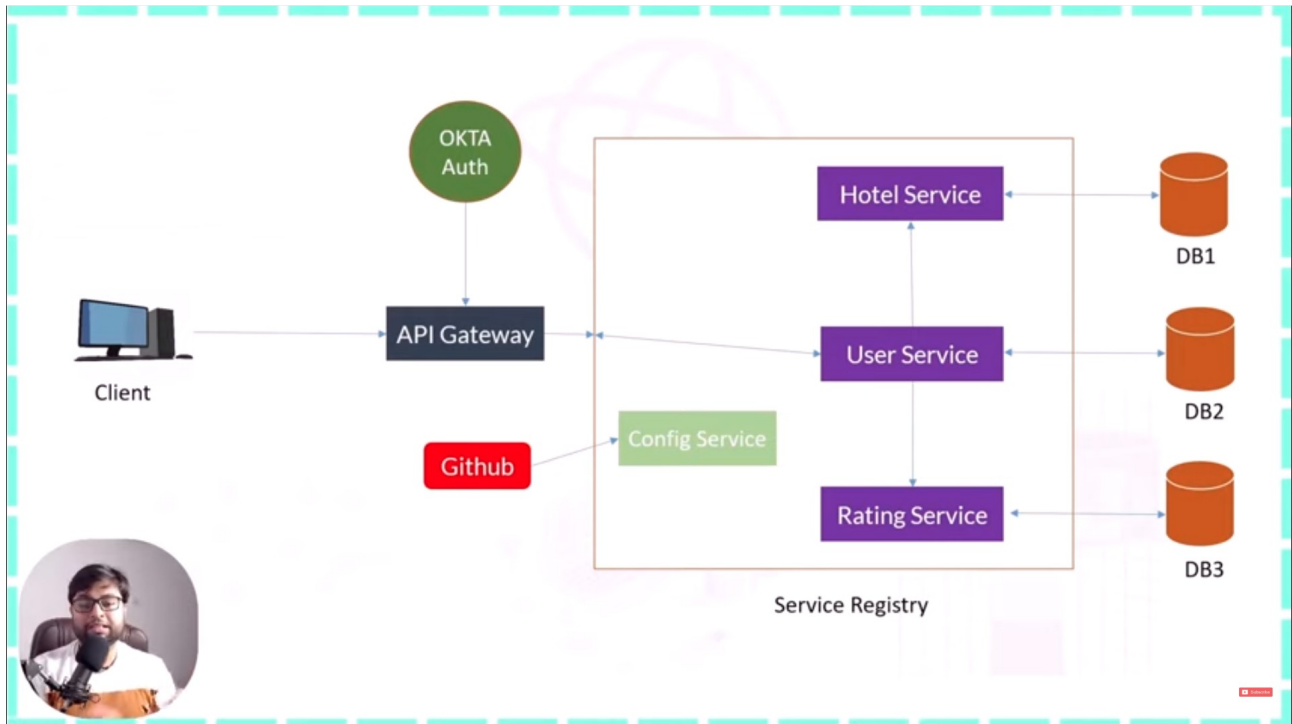 OKTA
Auth
Hotel Service
DB1
API Gateway
User Service
Client
DB2
Config Service
Github
Rating Service
DB3
Service Registry
Subscribe